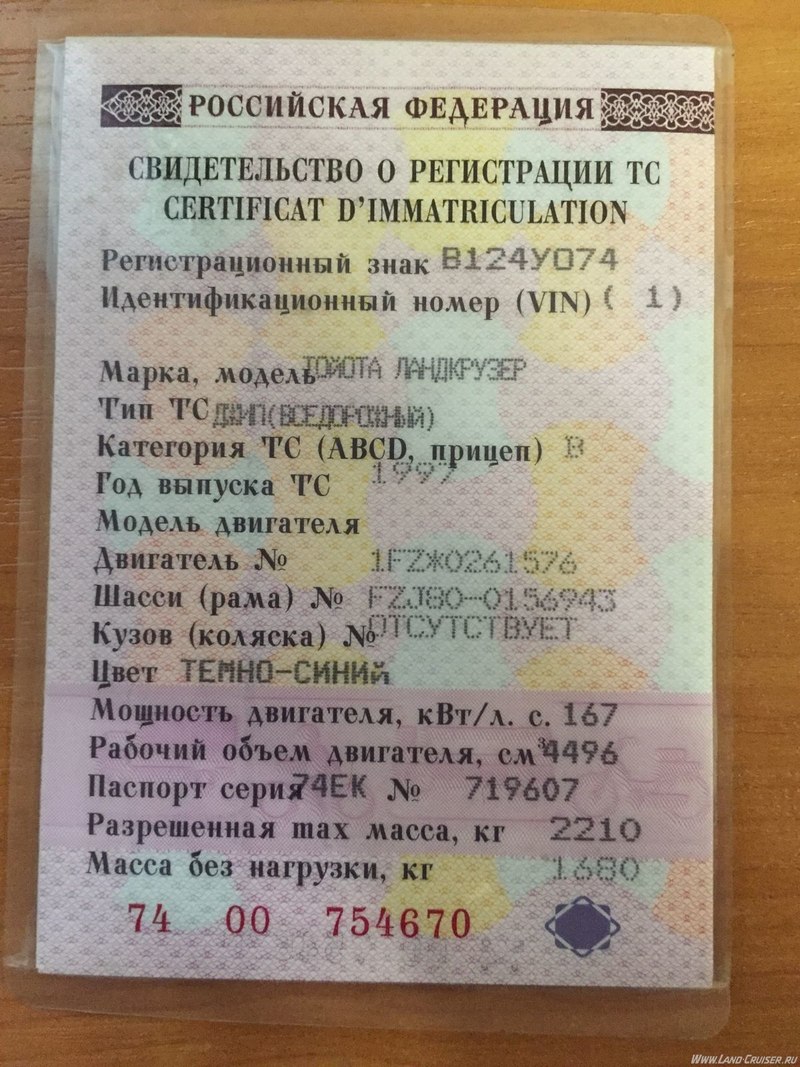 РОССИЙСКАЯ ФЕДЕРАЦИЯ
СВИДЕТЕЛЬСТВО О РЕГИСТРАЦИИ ТС
CERTIFICAT D'IMMATRICULATION
Регистрационный знак В124УО74
Идентификационный номер (VIN) ( 1)
Марка, модель ТОЙОТА ЛАНДКРУЗЕР
Тип ТС ДЖИП(ВСЕДОРОЖНЫЙ)
Категория ТС (ABCD, прицеп) В
Год выпуска ТС 1997
Модель двигателя
Двигатель № 1FZ*0261576
Шасси (рама) № FZJ80-0156943
Кузов (коляска) № ОТСУТСТВУЕТ
Цвет ТЕМНО-СИНИЙ
Мощность двигателя, кВт/л. с. 167
Рабочий объем двигателя, см³ 4496
Паспорт серия 74ЕК № 719607
Разрешенная max масса, кг 2210
Масса без нагрузки, кг 1680
74 00 754670
WWW.LAND-CRUISER.RU